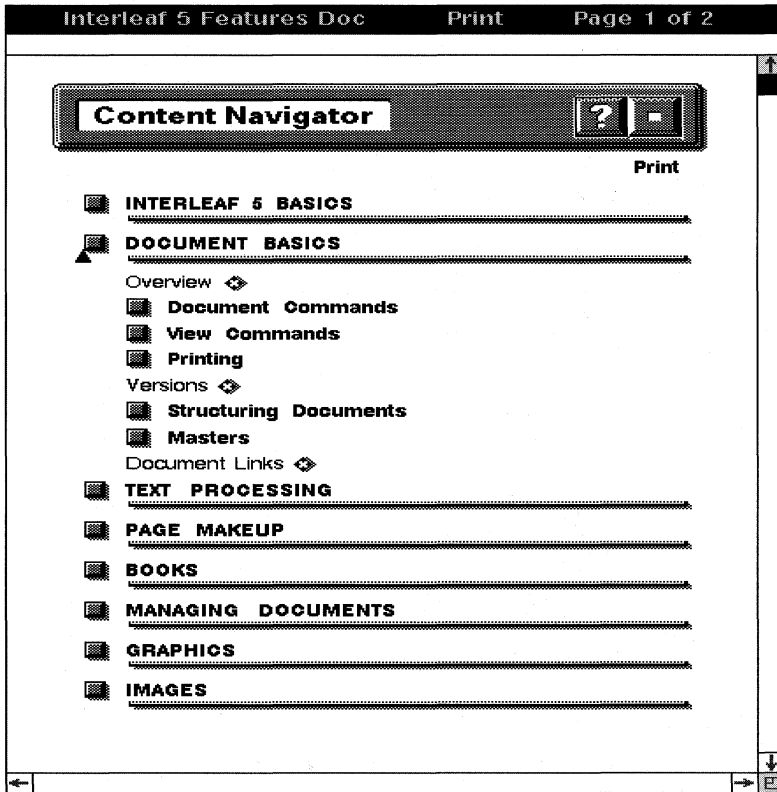 Interleaf 5 Features Doc Print Page 1 of 2
Content Navigator ?
Print
INTERLEAF 5 BASICS
DOCUMENT BASICS
Overview
Document Commands
View Commands
Printing
Versions
Structuring Documents
Masters
Document Links
TEXT PROCESSING
PAGE MAKEUP
BOOKS
MANAGING DOCUMENTS
GRAPHICS
IMAGES